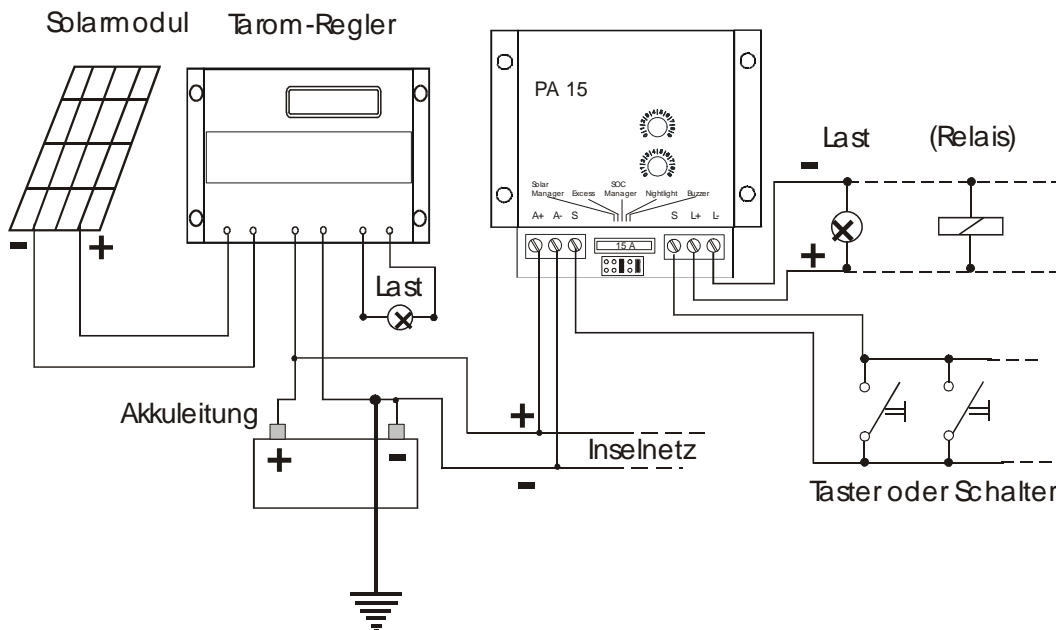 Solarmodul
Tarom-Regler
PA 15
Last
(Relais)
Solar
Manager
Excess
SOC
Manager
Nightlight
Buzzer
A+ A- S
S L+ L-
15 A
-
+
-
+
Last
Akkuleitung
+
-
+
Inselnetz
-
Taster oder Schalter